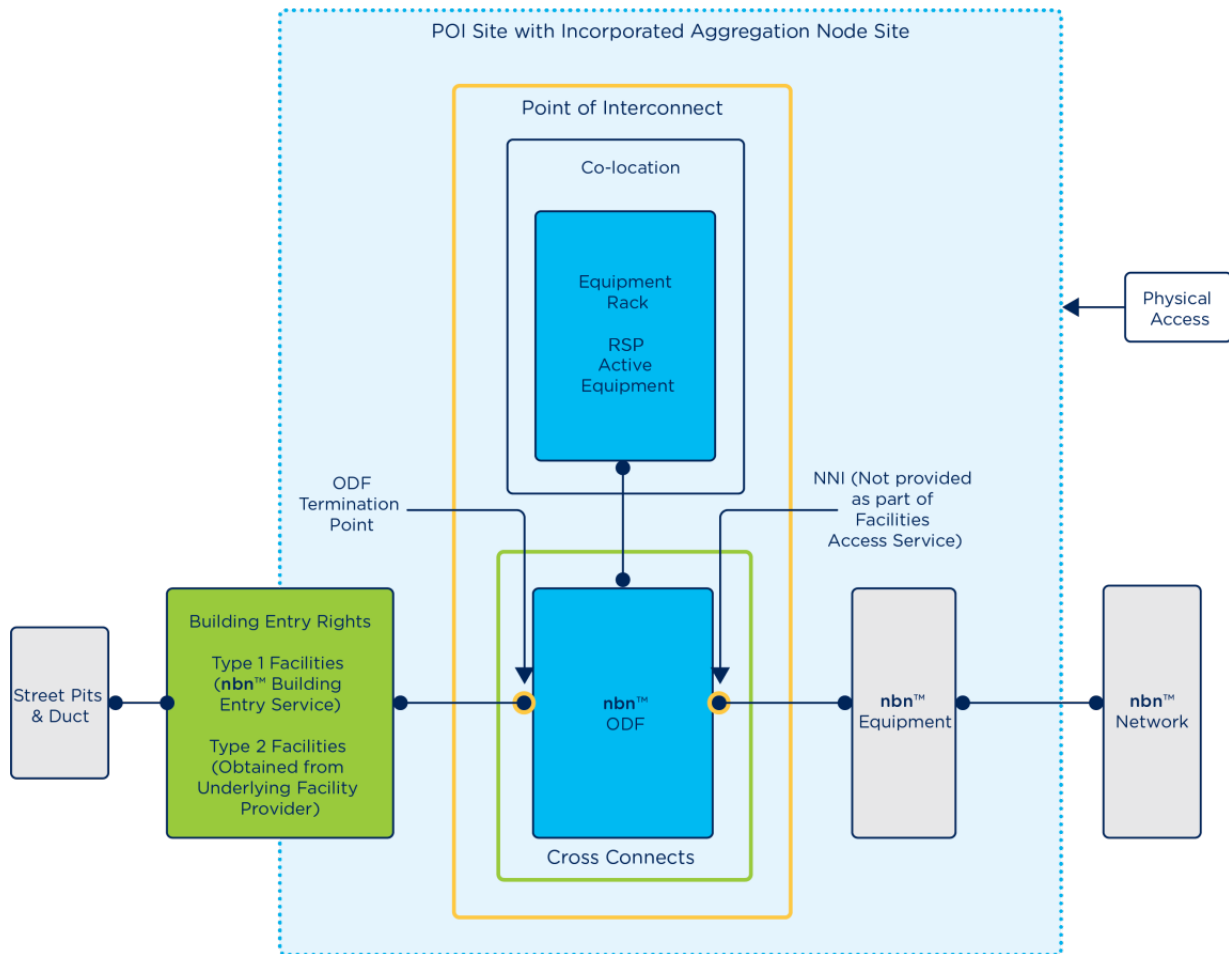 POI Site with Incorporated Aggregation Node Site
Point of Interconnect
Co-location
Equipment
Rack
RSP
Active
Equipment
Physical
Access
ODF
Termination
Point
NNI (Not provided
as part of
Facilities
Access Service)
Street Pits
& Duct
Building Entry Rights
Type 1 Facilities
(nbn™ Building
Entry Service)
Type 2 Facilities
(Obtained from
Underlying Facility
Provider)
nbn™
ODF
Cross Connects
nbn™
Equipment
nbn™
Network